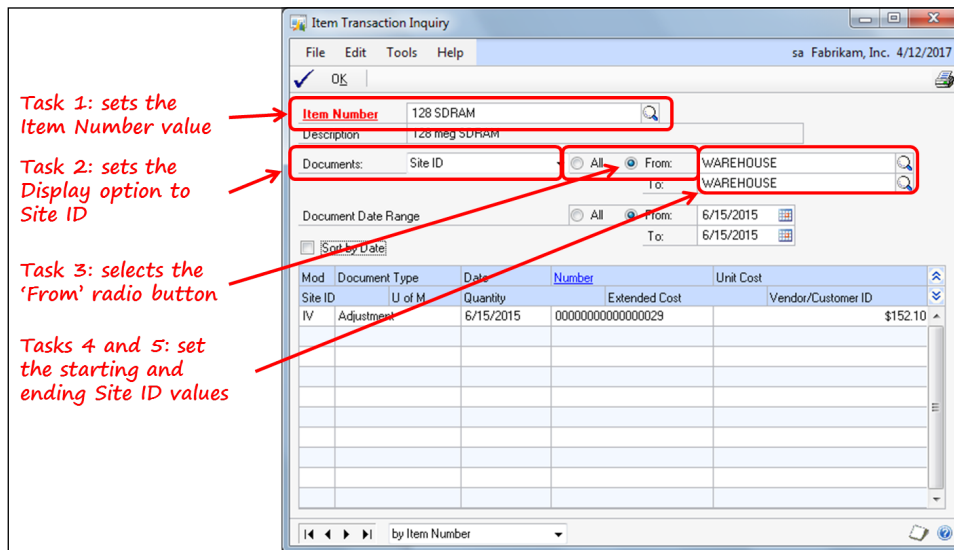 Item Transaction Inquiry
File Edit Tools Help
sa Fabrikam, Inc. 4/12/2017
OK
Task 1: sets the
Item Number value
Item Number 128 SDRAM
Description 128 meg SDRAM
Task 2: sets the
Display option to
Site ID
Documents: Site ID All From: WAREHOUSE
To: WAREHOUSE
Document Date Range All From: 6/15/2015
To: 6/15/2015
Sort by Date
Task 3: selects the
‘From’ radio button
Mod Document Type Date Number Unit Cost
Site ID U of M Quantity Extended Cost Vendor/Customer ID
IV Adjustment 6/15/2015 00000000000000029 $152.10
Tasks 4 and 5: set
the starting and
ending Site ID values
by Item Number